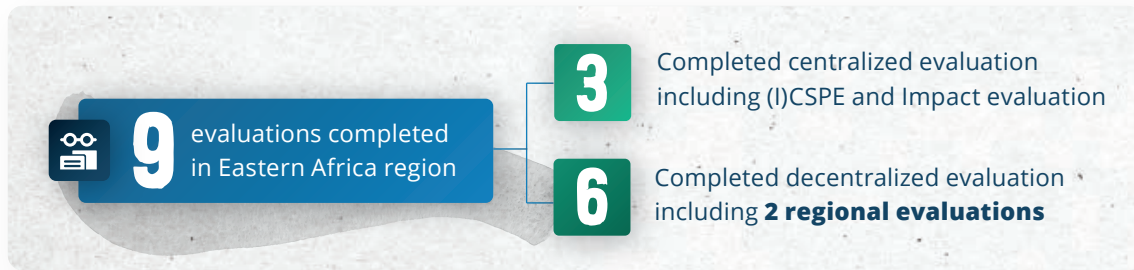 9 evaluations completed
in Eastern Africa region
3 Completed centralized evaluation
including (I)CSPE and Impact evaluation
6 Completed decentralized evaluation
including 2 regional evaluations